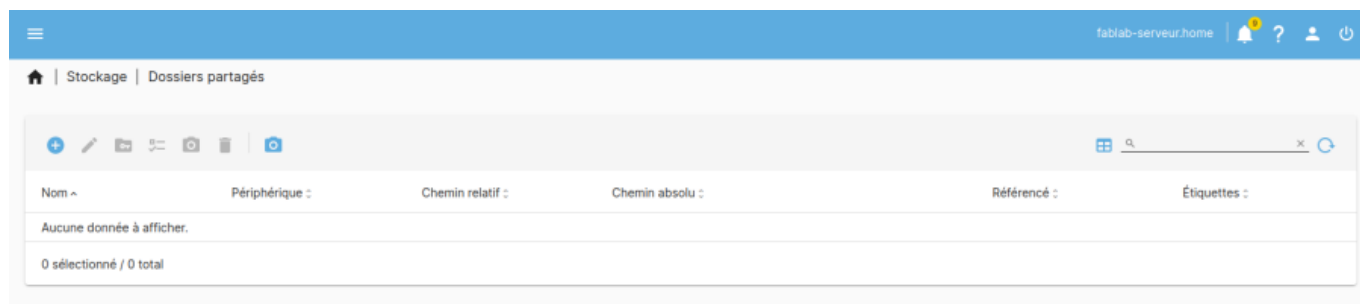 fablab-serveur.home 9 ?
Stockage | Dossiers partagés
Nom Périphérique Chemin relatif Chemin absolu Référencé Étiquettes
Aucune donnée à afficher.
0 sélectionné / 0 total